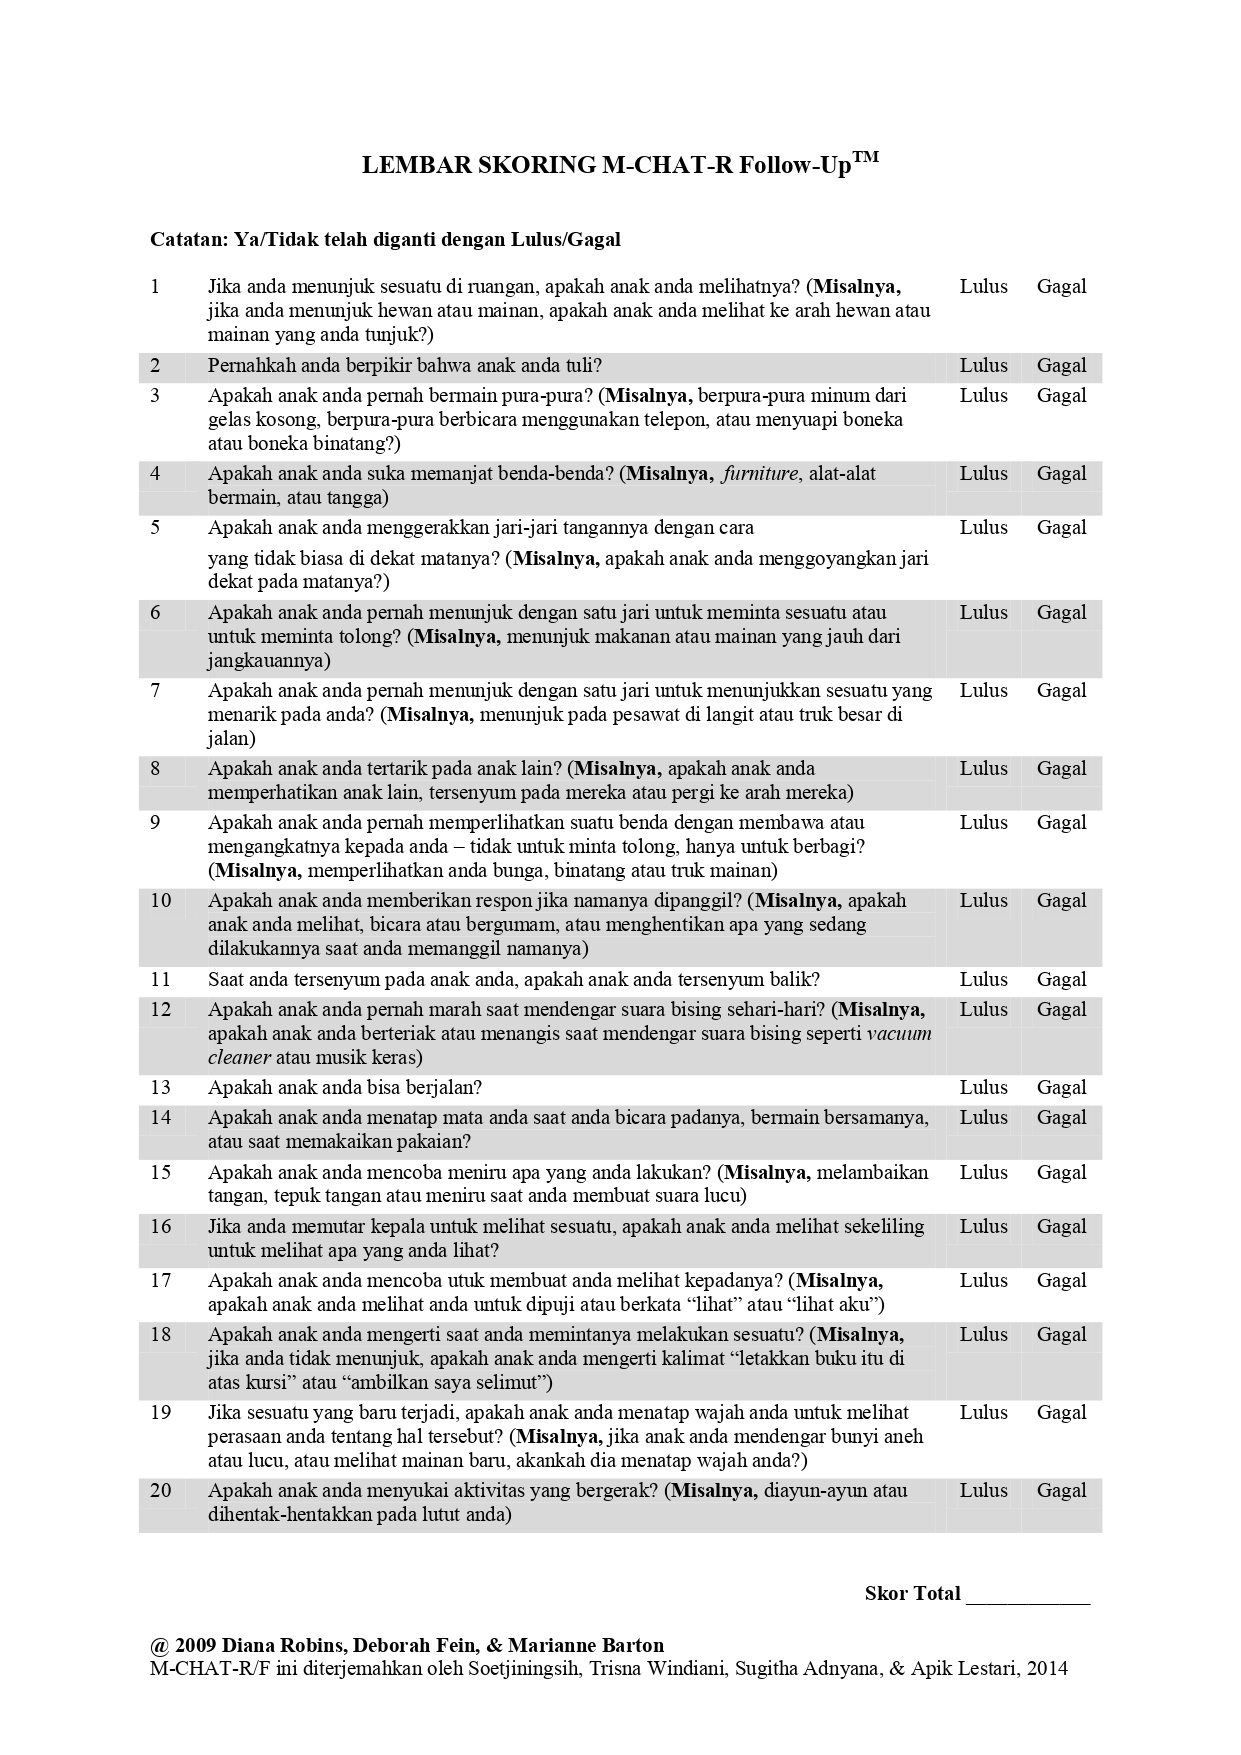 LEMBAR SKORING M-CHAT-R Follow-Up™
Catatan: Ya/Tidak telah diganti dengan Lulus/Gagal
1 Jika anda menunjuk sesuatu di ruangan, apakah anak anda melihatnya? (Misalnya, Lulus Gagal
jika anda menunjuk hewan atau mainan, apakah anak anda melihat ke arah hewan atau
mainan yang anda tunjuk?)
2 Pernahkah anda berpikir bahwa anak anda tuli? Lulus Gagal
3 Apakah anak anda pernah bermain pura-pura? (Misalnya, berpura-pura minum dari Lulus Gagal
gelas kosong, berpura-pura berbicara menggunakan telepon, atau menyuapi boneka
atau boneka binatang?)
4 Apakah anak anda suka memanjat benda-benda? (Misalnya, furniture, alat-alat Lulus Gagal
bermain, atau tangga)
5 Apakah anak anda menggerakkan jari-jari tangannya dengan cara Lulus Gagal
yang tidak biasa di dekat matanya? (Misalnya, apakah anak anda menggoyangkan jari
dekat pada matanya?)
6 Apakah anak anda pernah menunjuk dengan satu jari untuk meminta sesuatu atau Lulus Gagal
untuk meminta tolong? (Misalnya, menunjuk makanan atau mainan yang jauh dari
jangkauannya)
7 Apakah anak anda pernah menunjuk dengan satu jari untuk menunjukkan sesuatu yang Lulus Gagal
menarik pada anda? (Misalnya, menunjuk pada pesawat di langit atau truk besar di
jalan)
8 Apakah anak anda tertarik pada anak lain? (Misalnya, apakah anak anda Lulus Gagal
memperhatikan anak lain, tersenyum pada mereka atau pergi ke arah mereka)
9 Apakah anak anda pernah memperlihatkan suatu benda dengan membawa atau Lulus Gagal
mengangkatnya kepada anda – tidak untuk minta tolong, hanya untuk berbagi?
(Misalnya, memperlihatkan anda bunga, binatang atau truk mainan)
10 Apakah anak anda memberikan respon jika namanya dipanggil? (Misalnya, apakah Lulus Gagal
anak anda melihat, bicara atau bergumam, atau menghentikan apa yang sedang
dilakukannya saat anda memanggil namanya)
11 Saat anda tersenyum pada anak anda, apakah anak anda tersenyum balik? Lulus Gagal
12 Apakah anak anda pernah marah saat mendengar suara bising sehari-hari? (Misalnya, Lulus Gagal
apakah anak anda berteriak atau menangis saat mendengar suara bising seperti vacuum
cleaner atau musik keras)
13 Apakah anak anda bisa berjalan? Lulus Gagal
14 Apakah anak anda menatap mata anda saat anda bicara padanya, bermain bersamanya, Lulus Gagal
atau saat memakaikan pakaian?
15 Apakah anak anda mencoba meniru apa yang anda lakukan? (Misalnya, melambaikan Lulus Gagal
tangan, tepuk tangan atau meniru saat anda membuat suara lucu)
16 Jika anda memutar kepala untuk melihat sesuatu, apakah anak anda melihat sekeliling Lulus Gagal
untuk melihat apa yang anda lihat?
17 Apakah anak anda mencoba utuk membuat anda melihat kepadanya? (Misalnya, Lulus Gagal
apakah anak anda melihat anda untuk dipuji atau berkata “lihat” atau “lihat aku”)
18 Apakah anak anda mengerti saat anda memintanya melakukan sesuatu? (Misalnya, Lulus Gagal
jika anda tidak menunjuk, apakah anak anda mengerti kalimat “letakkan buku itu di
atas kursi” atau “ambilkan saya selimut”)
19 Jika sesuatu yang baru terjadi, apakah anak anda menatap wajah anda untuk melihat Lulus Gagal
perasaan anda tentang hal tersebut? (Misalnya, jika anak anda mendengar bunyi aneh
atau lucu, atau melihat mainan baru, akankah dia menatap wajah anda?)
20 Apakah anak anda menyukai aktivitas yang bergerak? (Misalnya, diayun-ayun atau Lulus Gagal
dihentak-hentakkan pada lutut anda)
Skor Total ____________
@ 2009 Diana Robins, Deborah Fein, & Marianne Barton
M-CHAT-R/F ini diterjemahkan oleh Soetjiningsih, Trisna Windiani, Sugitha Adnyana, & Apik Lestari, 2014